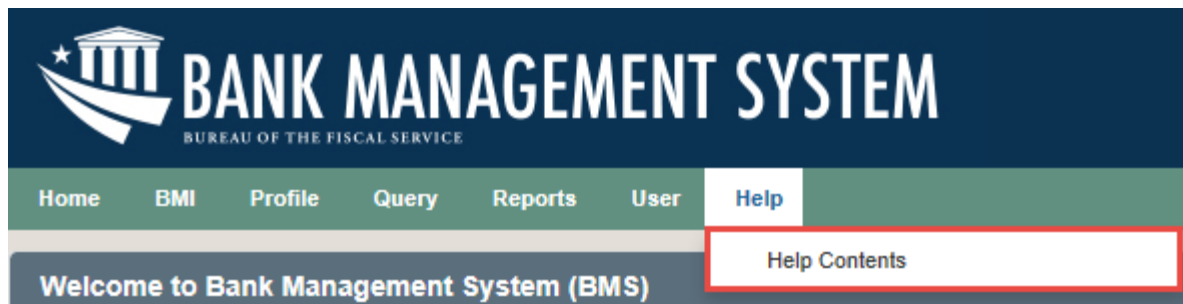 BANK MANAGEMENT SYSTEM
BUREAU OF THE FISCAL SERVICE
Home BMI Profile Query Reports User Help
Help Contents
Welcome to Bank Management System (BMS)